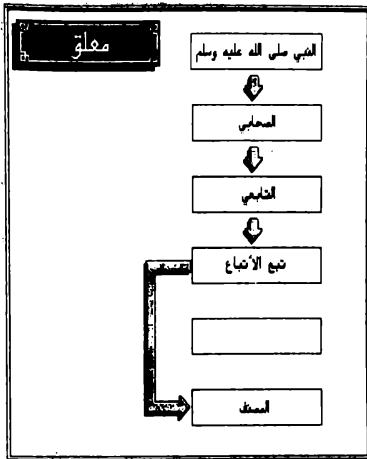 معلق
النبي صلى الله عليه وسلم
الصحابي
التابعي
تبع الأتباع
المصنف